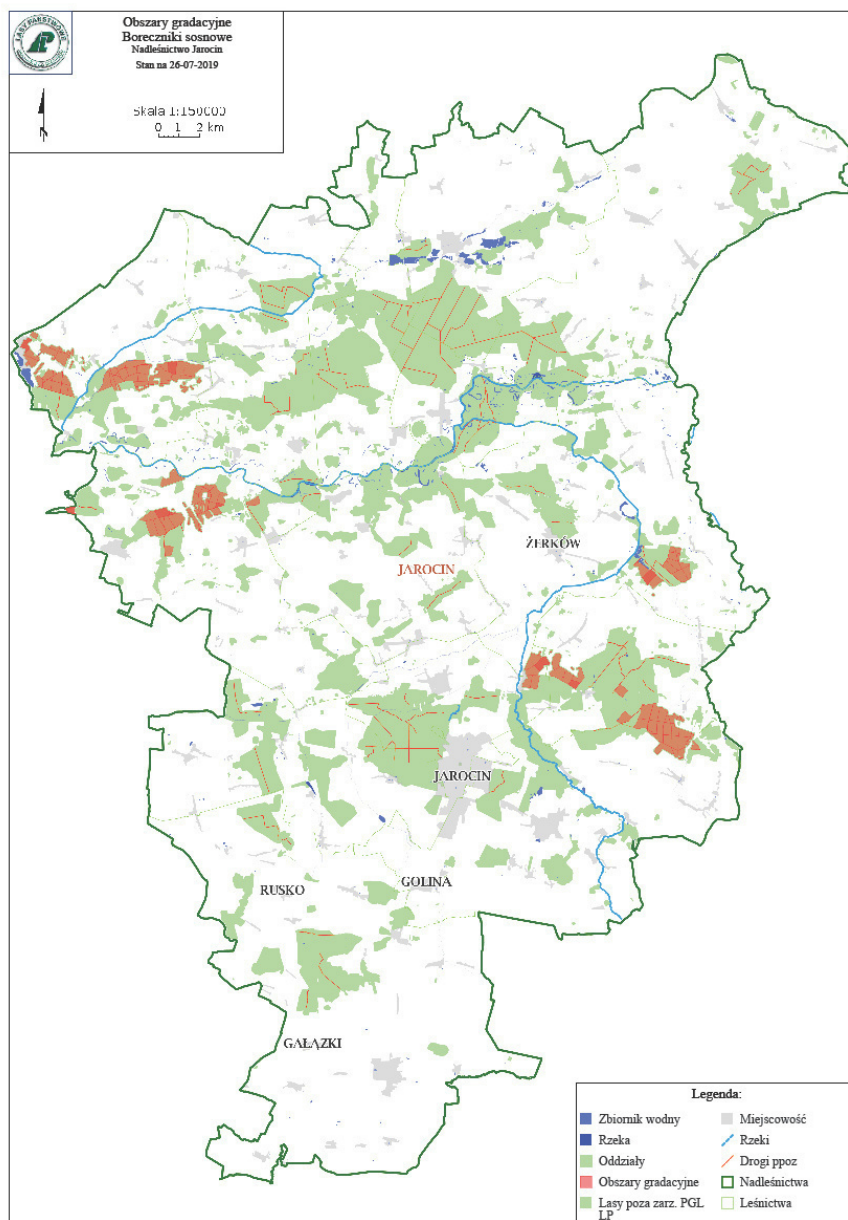 LASY PAŃSTWOWE
Obszary gradacyjne
Boreczniki sosnowe
Nadleśnictwo Jarocin
Stan na 26-07-2019
Skala 1:150000
0 1 2 km
ŻERKÓW
JAROCIN
JAROCIN
RUSKO
GOLINA
GAŁĄZKI
Legenda:
Zbiornik wodny
Miejscowość
Rzeka
Rzeki
Oddziały
Drogi ppoz
Obszary gradacyjne
Nadleśnictwa
Lasy poza zarz. PGL
LP
Leśnictwa